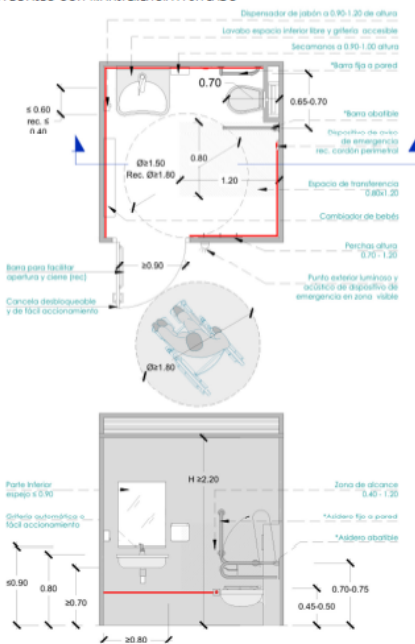 Dispensador de jabón a 0.90-1.20 de altura
Lavabo espacio inferior libre y grifería accesible
Secamanos a 0.90-1.00 altura
*Barra fija a pared
0.70
0.65-0.70
≤ 0.60
rec. ≤
0.40
*Barra abatible
Dispositivo de aviso
de emergencia
rec. cordón perimetral
0.80
Ø≥1.50
Rec. Ø≥1.80
1.20
Espacio de transferencia
0.80x1.20
Cambiador de bebés
Perchas altura
0.70 - 1.20
≥0.90
Barra para facilitar
apertura y cierre (rec)
Punto exterior luminoso y
acústico de dispositivo de
emergencia en zona visible
Cancela desbloqueable
y de fácil accionamiento
Ø≥1.80
H ≥2.20
Parte inferior
espejo ≤ 0.90
Zona de alcance
0.40 - 1.20
Grifería automática o
fácil accionamiento
*Asidero fijo a pared
*Asidero abatible
≤0.90
0.80
≥0.70
0.70-0.75
0.45-0.50
≥0.80